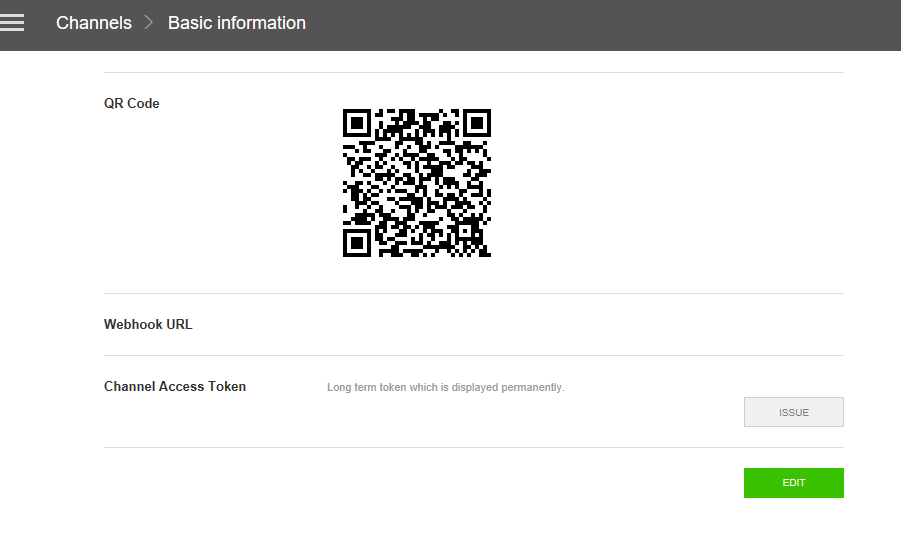 Channels > Basic information
QR Code
Webhook URL
Channel Access Token
Long term token which is displayed permanently.
ISSUE
EDIT